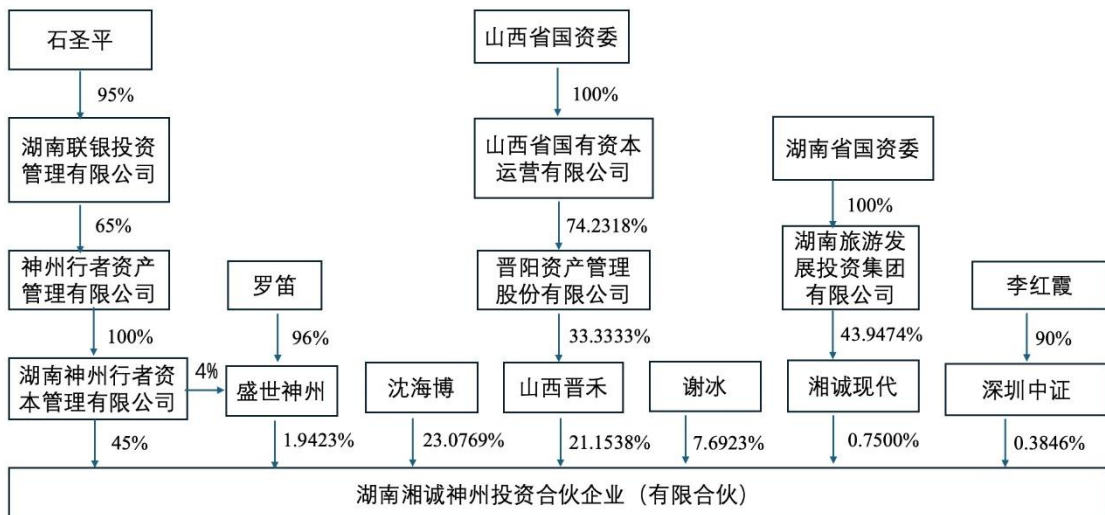 石圣平
山西省国资委
95%
100%
湖南联银投资
管理有限公司
山西省国有资本
运营有限公司
湖南省国资委
65%
74.2318%
100%
神州行者资产
管理有限公司
罗笛
晋阳资产管理
股份有限公司
湖南旅游发
展投资集团
有限公司
李红霞
100%
96%
33.3333%
43.9474%
90%
湖南神州行者资
本管理有限公司
4%
盛世神州
沈海博
山西晋禾
谢冰
湘诚现代
深圳中证
45%
1.9423%
23.0769%
21.1538%
7.6923%
0.7500%
0.3846%
湖南湘诚神州投资合伙企业（有限合伙）